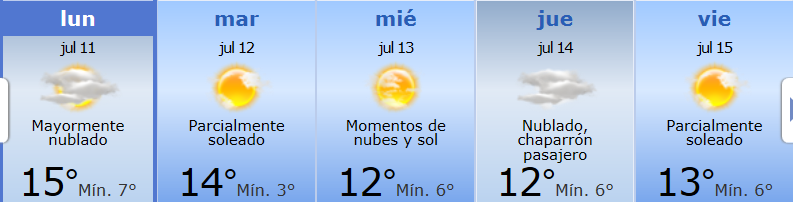 lun
jul 11
Mayormente
nublado
15° Mín. 7°
mar
jul 12
Parcialmente
soleado
14° Mín. 3°
mié
jul 13
Momentos de
nubes y sol
12° Mín. 6°
jue
jul 14
Nublado,
chaparrón
pasajero
12° Mín. 6°
vie
jul 15
Parcialmente
soleado
13° Mín. 6°